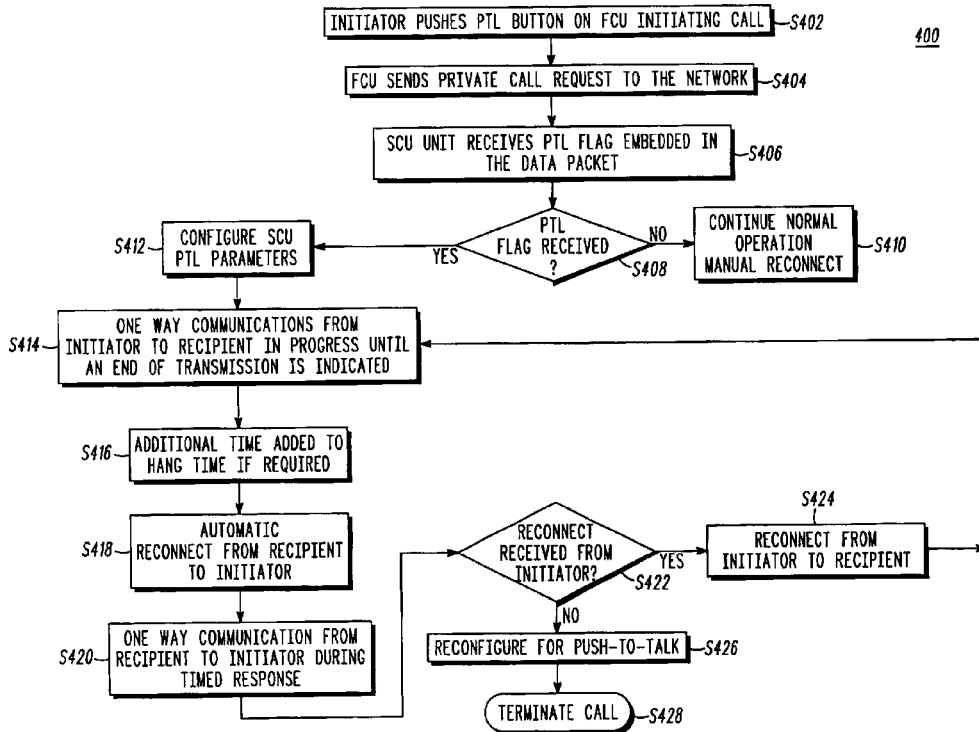 INITIATOR PUSHES PTL BUTTON ON FCU INITIATING CALL
S402
400
FCU SENDS PRIVATE CALL REQUEST TO THE NETWORK
S404
SCU UNIT RECEIVES PTL FLAG EMBEDDED IN
THE DATA PACKET
S406
PTL
FLAG RECEIVED
?
S408
YES
NO
CONTINUE NORMAL
OPERATION
MANUAL RECONNECT
S410
S412
CONFIGURE SCU
PTL PARAMETERS
S414
ONE WAY COMMUNICATIONS FROM
INITIATOR TO RECIPIENT IN PROGRESS UNTIL
AN END OF TRANSMISSION IS INDICATED
S416
ADDITIONAL TIME ADDED TO
HANG TIME IF REQUIRED
S418
AUTOMATIC
RECONNECT FROM RECIPIENT
TO INITIATOR
S420
ONE WAY COMMUNICATION FROM
RECIPIENT TO INITIATOR DURING
TIMED RESPONSE
RECONNECT
RECEIVED FROM
INITIATOR?
S422
YES
NO
S424
RECONNECT FROM
INITIATOR TO RECIPIENT
RECONFIGURE FOR PUSH-TO-TALK
S426
TERMINATE CALL
S428